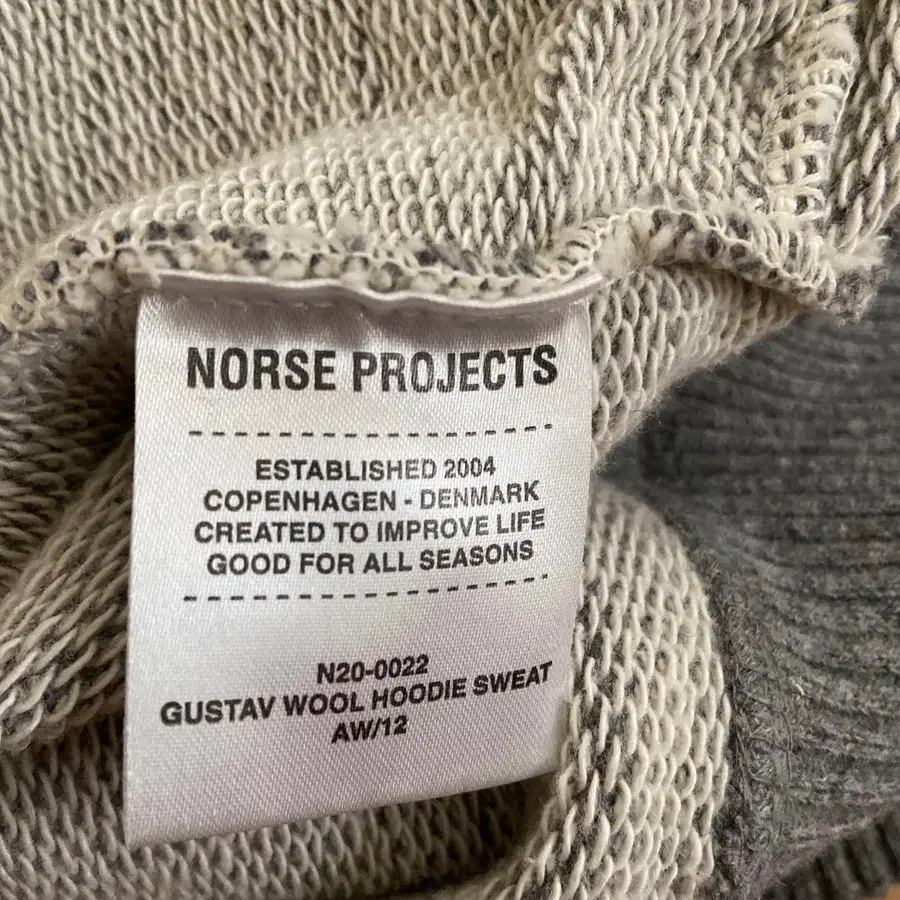 NORSE PROJECTS
ESTABLISHED 2004
COPENHAGEN - DENMARK
CREATED TO IMPROVE LIFE
GOOD FOR ALL SEASONS
N20-0022
GUSTAV WOOL HOODIE SWEAT
AW/12